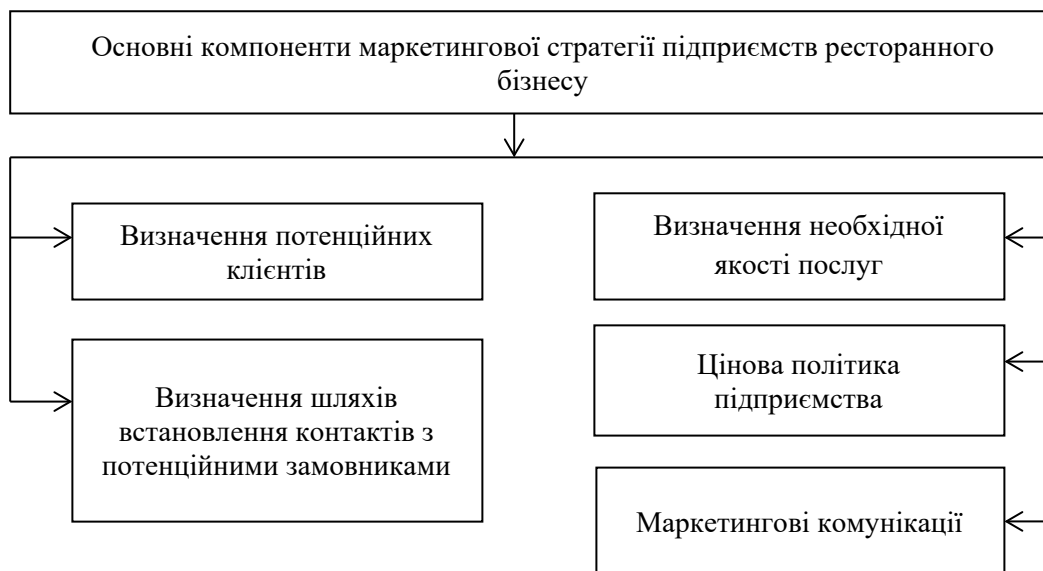 Основні компоненти маркетингової стратегії підприємств ресторанного
бізнесу
Визначення потенційних
клієнтів
Визначення шляхів
встановлення контактів з
потенційними замовниками
Визначення необхідної
якості послуг
Цінова політика
підприємства
Маркетингові комунікації